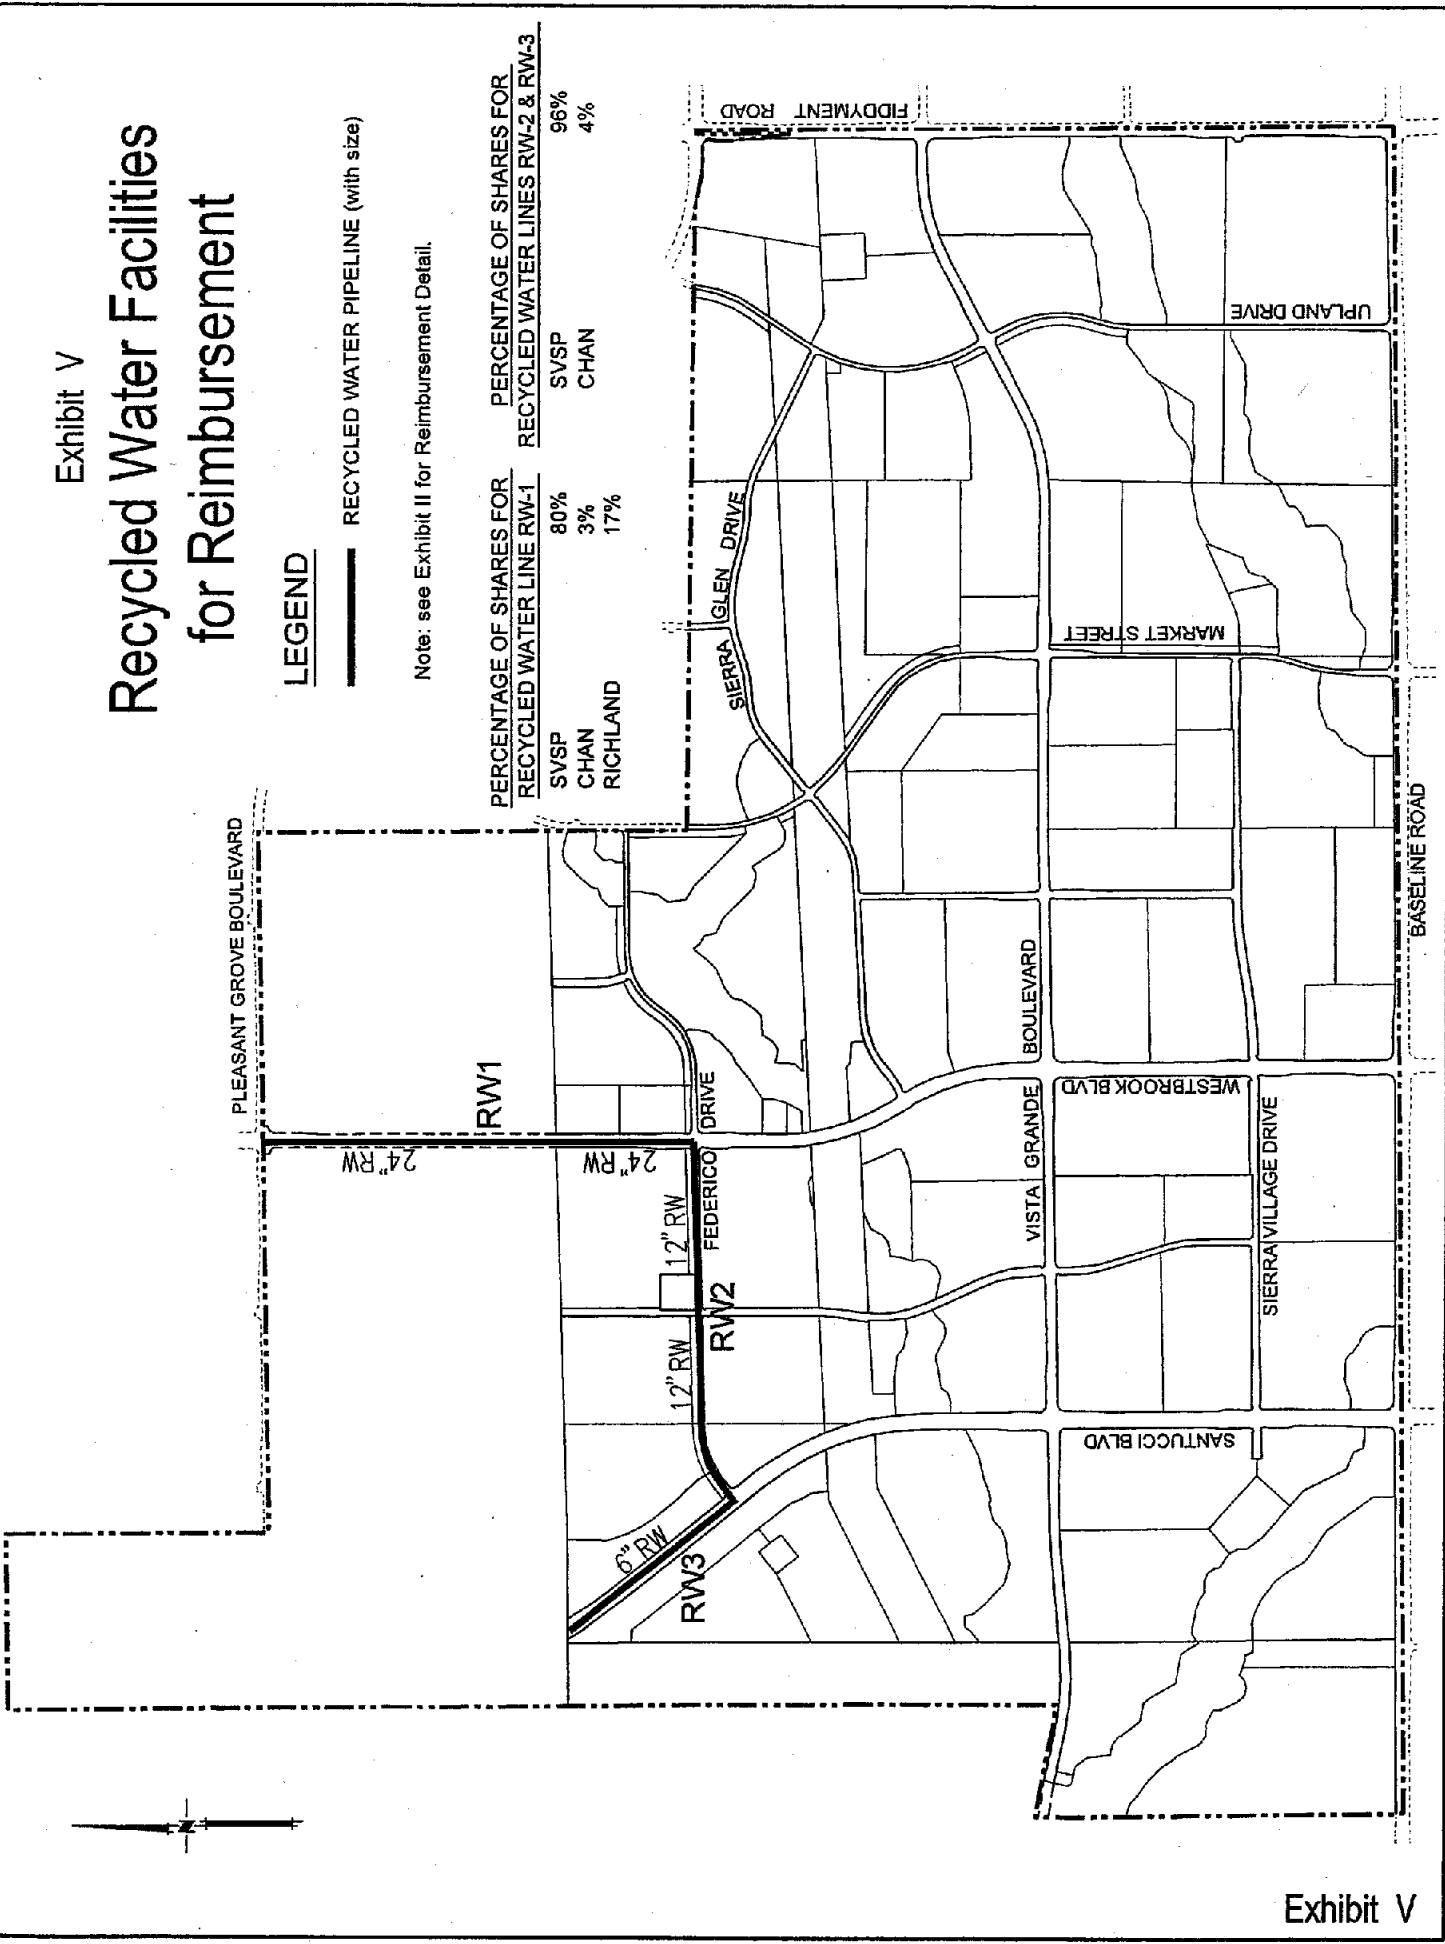 Exhibit V
Recycled Water Facilities
for Reimbursement
LEGEND
RECYCLED WATER PIPELINE (with size)
Note: see Exhibit II for Reimbursement Detail.
PERCENTAGE OF SHARES FOR
RECYCLED WATER LINE RW-1
SVSP 80%
CHAN 3%
RICHLAND 17%
PERCENTAGE OF SHARES FOR
RECYCLED WATER LINES RW-2 & RW-3
SVSP 96%
CHAN 4%
PLEASANT GROVE BOULEVARD
RW1
24" RW
24" RW
12" RW
12" RW
FEDERICO DRIVE
RW2
6" RW
RW3
SIERRA GLEN DRIVE
FIDDYMENT ROAD
UPLAND DRIVE
MARKET STREET
VISTA GRANDE BOULEVARD
WESTBROOK BLVD
SIERRA VILLAGE DRIVE
SANTUCCI BLVD
BASELINE ROAD
N
Exhibit V